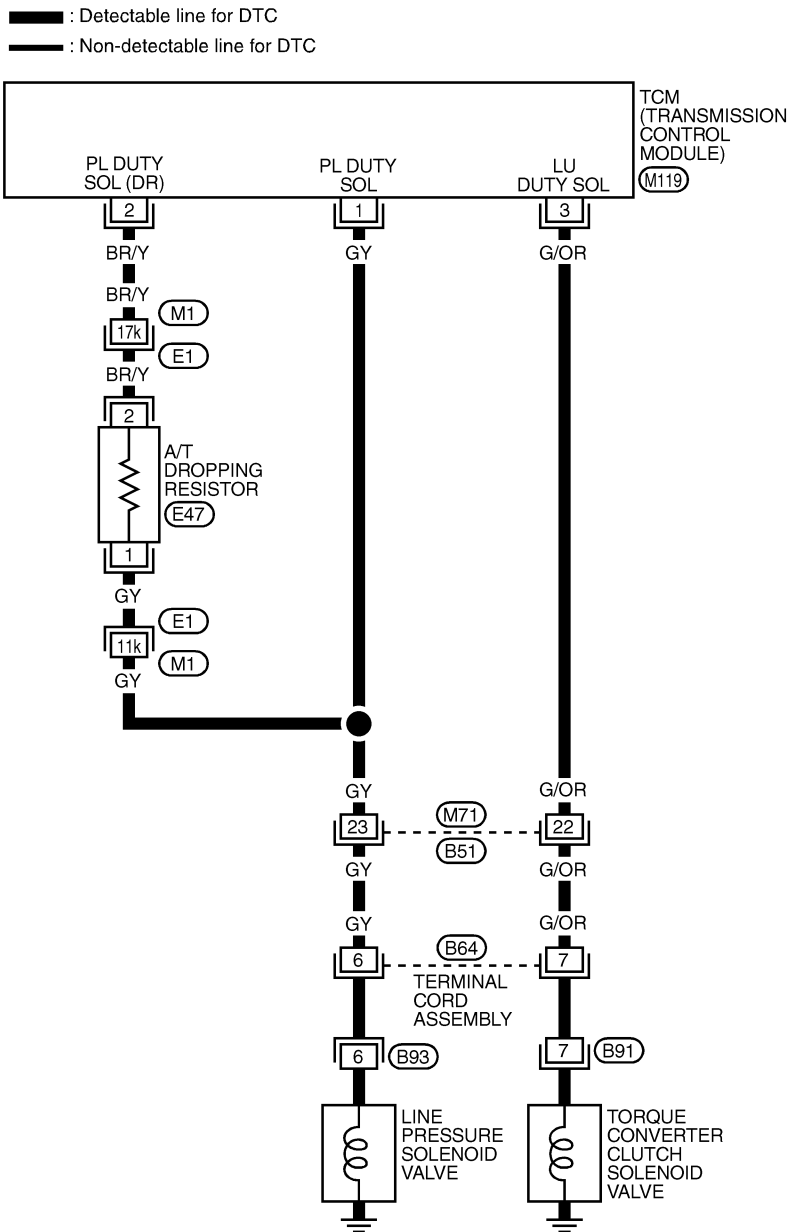 : Detectable line for DTC
: Non-detectable line for DTC
TCM
(TRANSMISSION
CONTROL
MODULE)
M119
PL DUTY
SOL (DR)
PL DUTY
SOL
LU
DUTY SOL
2
1
3
BR/Y
GY
G/OR
BR/Y
M1
17k
E1
BR/Y
2
A/T
DROPPING
RESISTOR
E47
1
GY
E1
11k
M1
GY
GY
G/OR
M71
23
22
B51
GY
G/OR
GY
G/OR
B64
6
7
TERMINAL
CORD
ASSEMBLY
6
B93
7
B91
LINE
PRESSURE
SOLENOID
VALVE
TORQUE
CONVERTER
CLUTCH
SOLENOID
VALVE